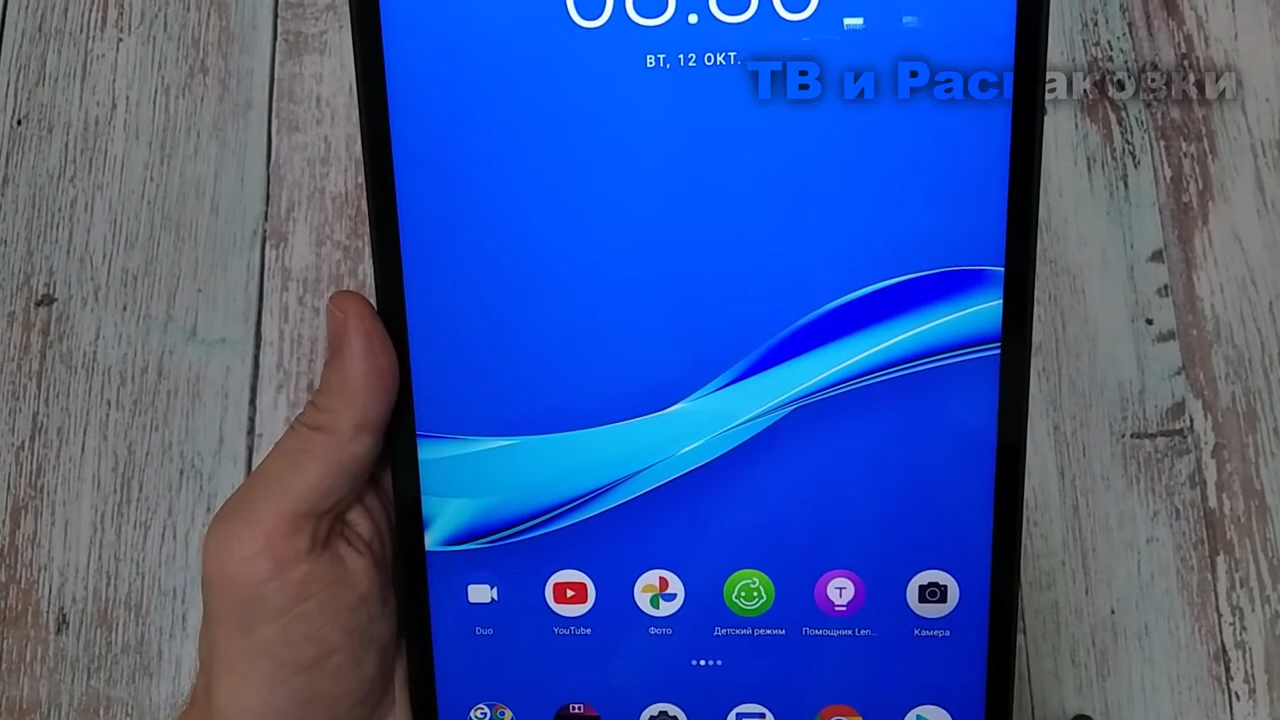 ВТ, 12 ОКТ.
ТВ и Распаковки
Duo
YouTube
Фото
Детский режим
Помощник Len...
Камера